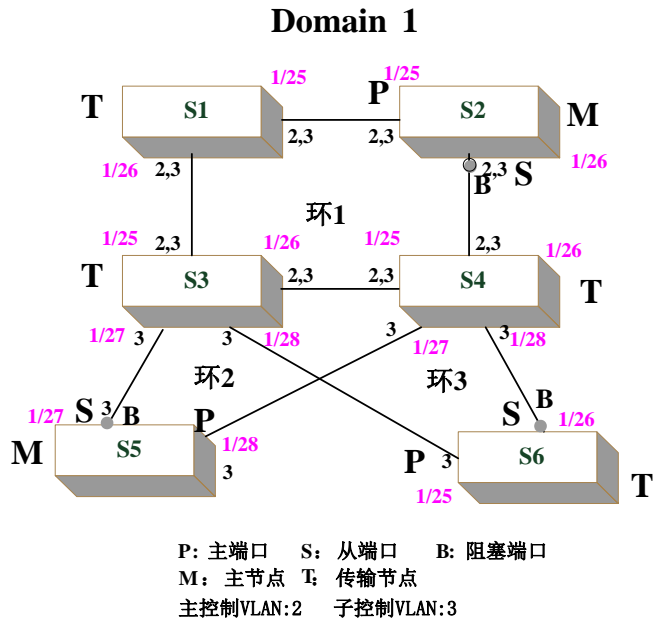 Domain 1
1/25 1/25
T S1 P S2 M
1/26 2,3 2,3 2,3 2,3 S 1/26
B
环1
1/25 2,3 1/26 1/25 2,3 1/26
T S3 2,3 2,3 S4 T
1/27 3 3 1/28 3 1/27 3 1/28
环2 环3
1/27 S 3 B P S B 1/26
M S5 1/28 P 3 S6
3 1/25 T
P: 主端口 S: 从端口 B: 阻塞端口
M: 主节点 T: 传输节点
主控制VLAN:2 子控制VLAN:3